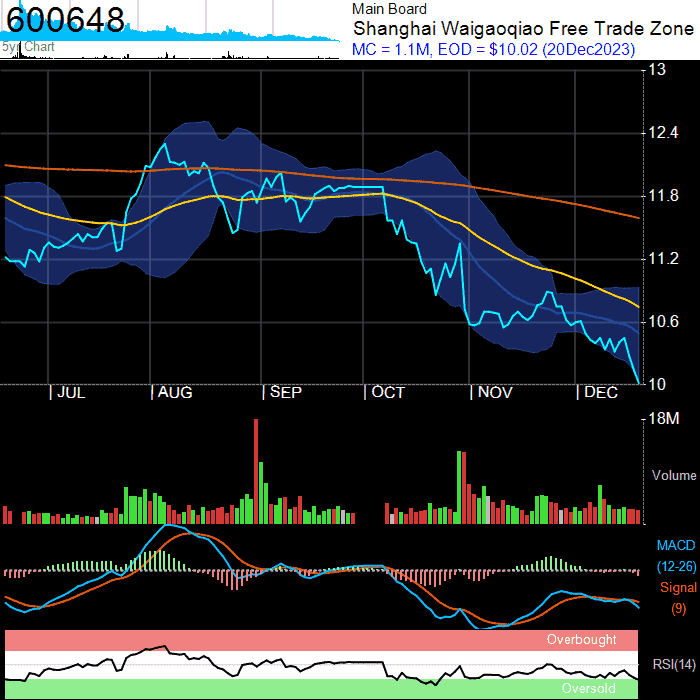 600648
5yr Chart
Main Board
Shanghai Waigaoqiao Free Trade Zone
MC = 1.1M, EOD = $10.02 (20Dec2023)
13
12.4
11.8
11.2
10.6
10
| JUL | AUG | SEP | OCT | NOV | DEC
18M
Volume
MACD
(12-26)
Signal
(9)
Overbought
RSI(14)
Oversold